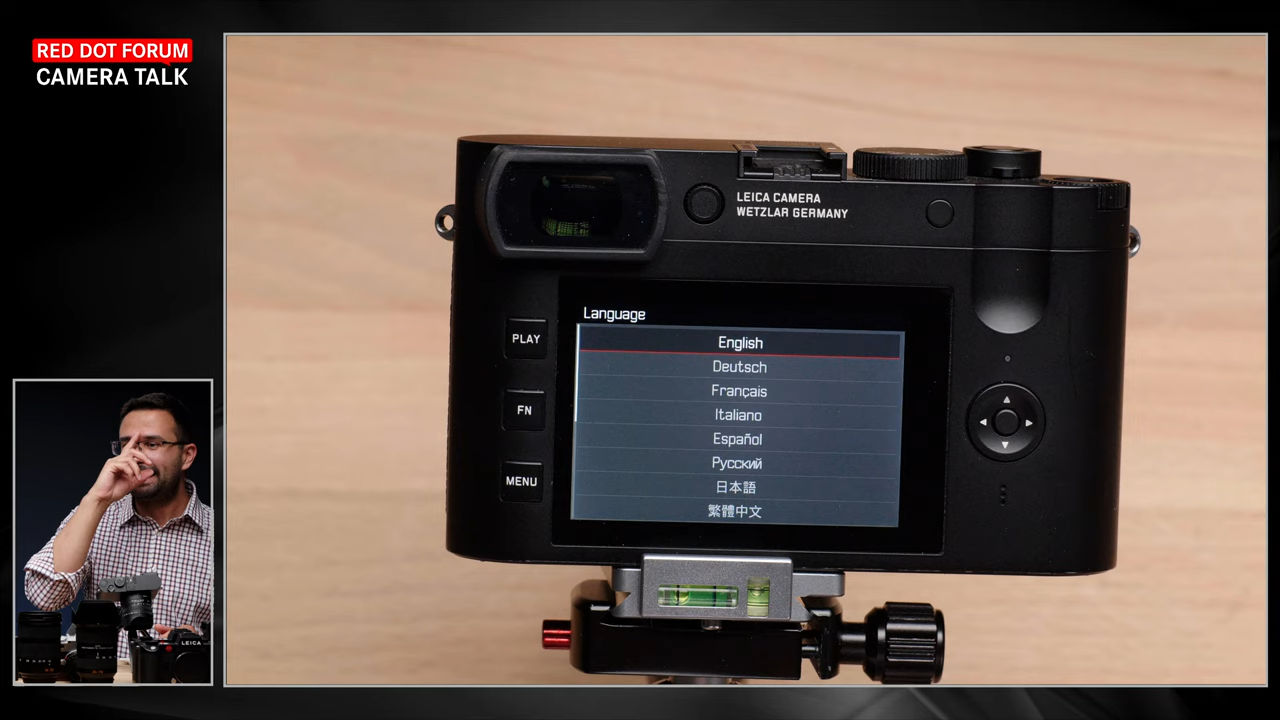 RED DOT FORUM
CAMERA TALK
LEICA CAMERA
WETZLAR GERMANY
Language
PLAY
English
Deutsch
Français
FN
Italiano
Español
Русский
MENU
日本語
繁體中文
LEICA